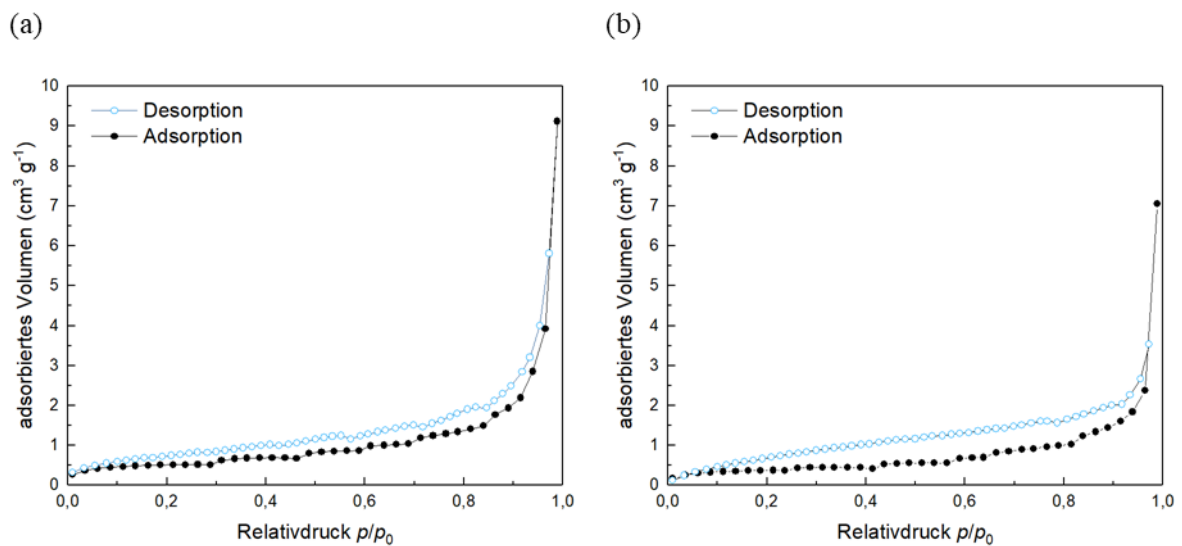 (a)
adsorbiertes Volumen (cm³ g⁻¹)
10
9
8
7
6
5
4
3
2
1
0
Desorption
Adsorption
0,0 0,2 0,4 0,6 0,8 1,0
Relativdruck p/p₀
(b)
adsorbiertes Volumen (cm³ g⁻¹)
10
9
8
7
6
5
4
3
2
1
0
Desorption
Adsorption
0,0 0,2 0,4 0,6 0,8 1,0
Relativdruck p/p₀